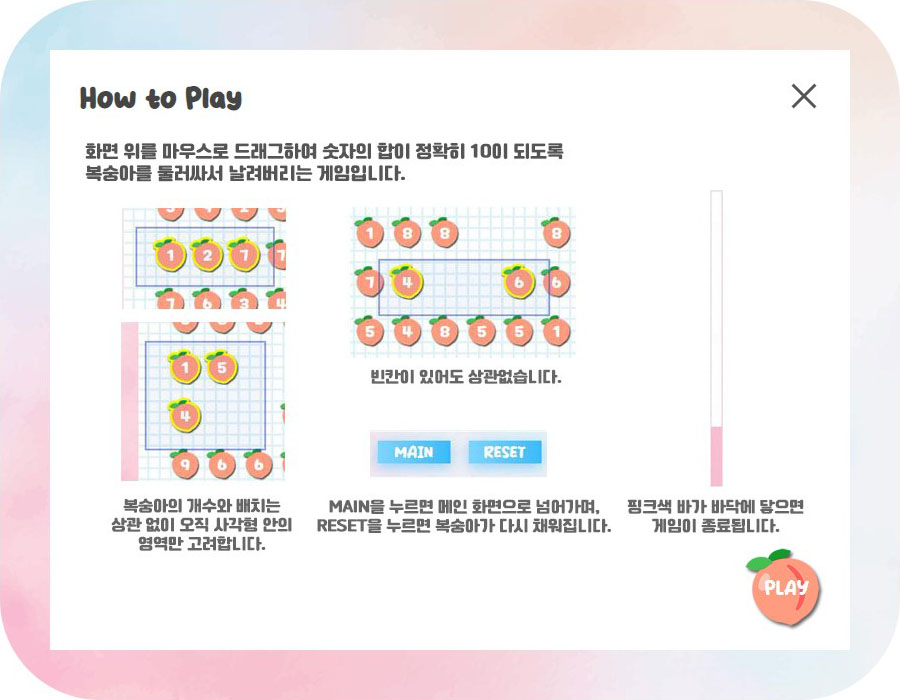 How to Play
화면 위를 마우스로 드래그하여 숫자의 합이 정확히 10이 되도록
복숭아를 둘러싸서 날려버리는 게임입니다.
1 2 7 7
7 6 3 4
1 5
4
9 6 6
복숭아의 개수와 배치는
상관 없이 오직 사각형 안의
영역만 고려합니다.
1 8 8 8
7 4 6 6
5 4 8 5 5 1
빈칸이 있어도 상관없습니다.
MAIN RESET
MAIN을 누르면 메인 화면으로 넘어가며,
RESET을 누르면 복숭아가 다시 채워집니다.
핑크색 바가 바닥에 닿으면
게임이 종료됩니다.
PLAY